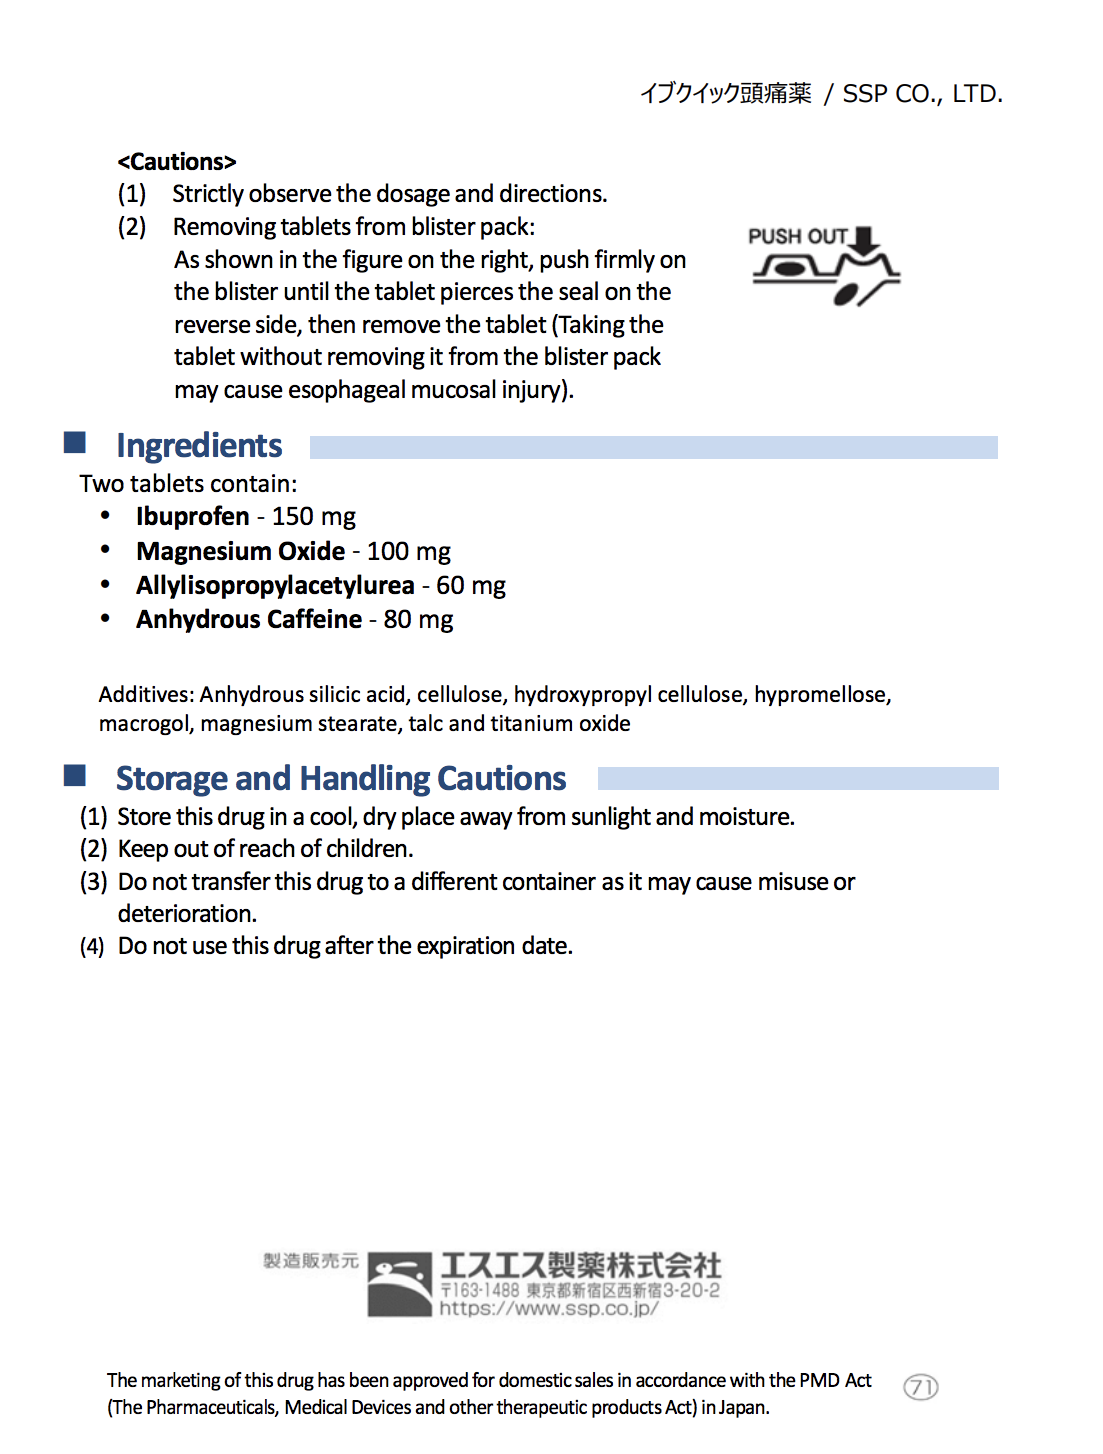 イブクイック頭痛薬 / SSP CO., LTD.
<Cautions>
(1) Strictly observe the dosage and directions.
(2) Removing tablets from blister pack:
As shown in the figure on the right, push firmly on
the blister until the tablet pierces the seal on the
reverse side, then remove the tablet (Taking the
tablet without removing it from the blister pack
may cause esophageal mucosal injury).
PUSH OUT
■ Ingredients
Two tablets contain:
• Ibuprofen - 150 mg
• Magnesium Oxide - 100 mg
• Allylisopropylacetylurea - 60 mg
• Anhydrous Caffeine - 80 mg
Additives: Anhydrous silicic acid, cellulose, hydroxypropyl cellulose, hypromellose,
macrogol, magnesium stearate, talc and titanium oxide
■ Storage and Handling Cautions
(1) Store this drug in a cool, dry place away from sunlight and moisture.
(2) Keep out of reach of children.
(3) Do not transfer this drug to a different container as it may cause misuse or
deterioration.
(4) Do not use this drug after the expiration date.
製造販売元 エスエス製薬株式会社
〒163-1488 東京都新宿区西新宿3-20-2
https://www.ssp.co.jp/
The marketing of this drug has been approved for domestic sales in accordance with the PMD Act
(The Pharmaceuticals, Medical Devices and other therapeutic products Act) in Japan.
71